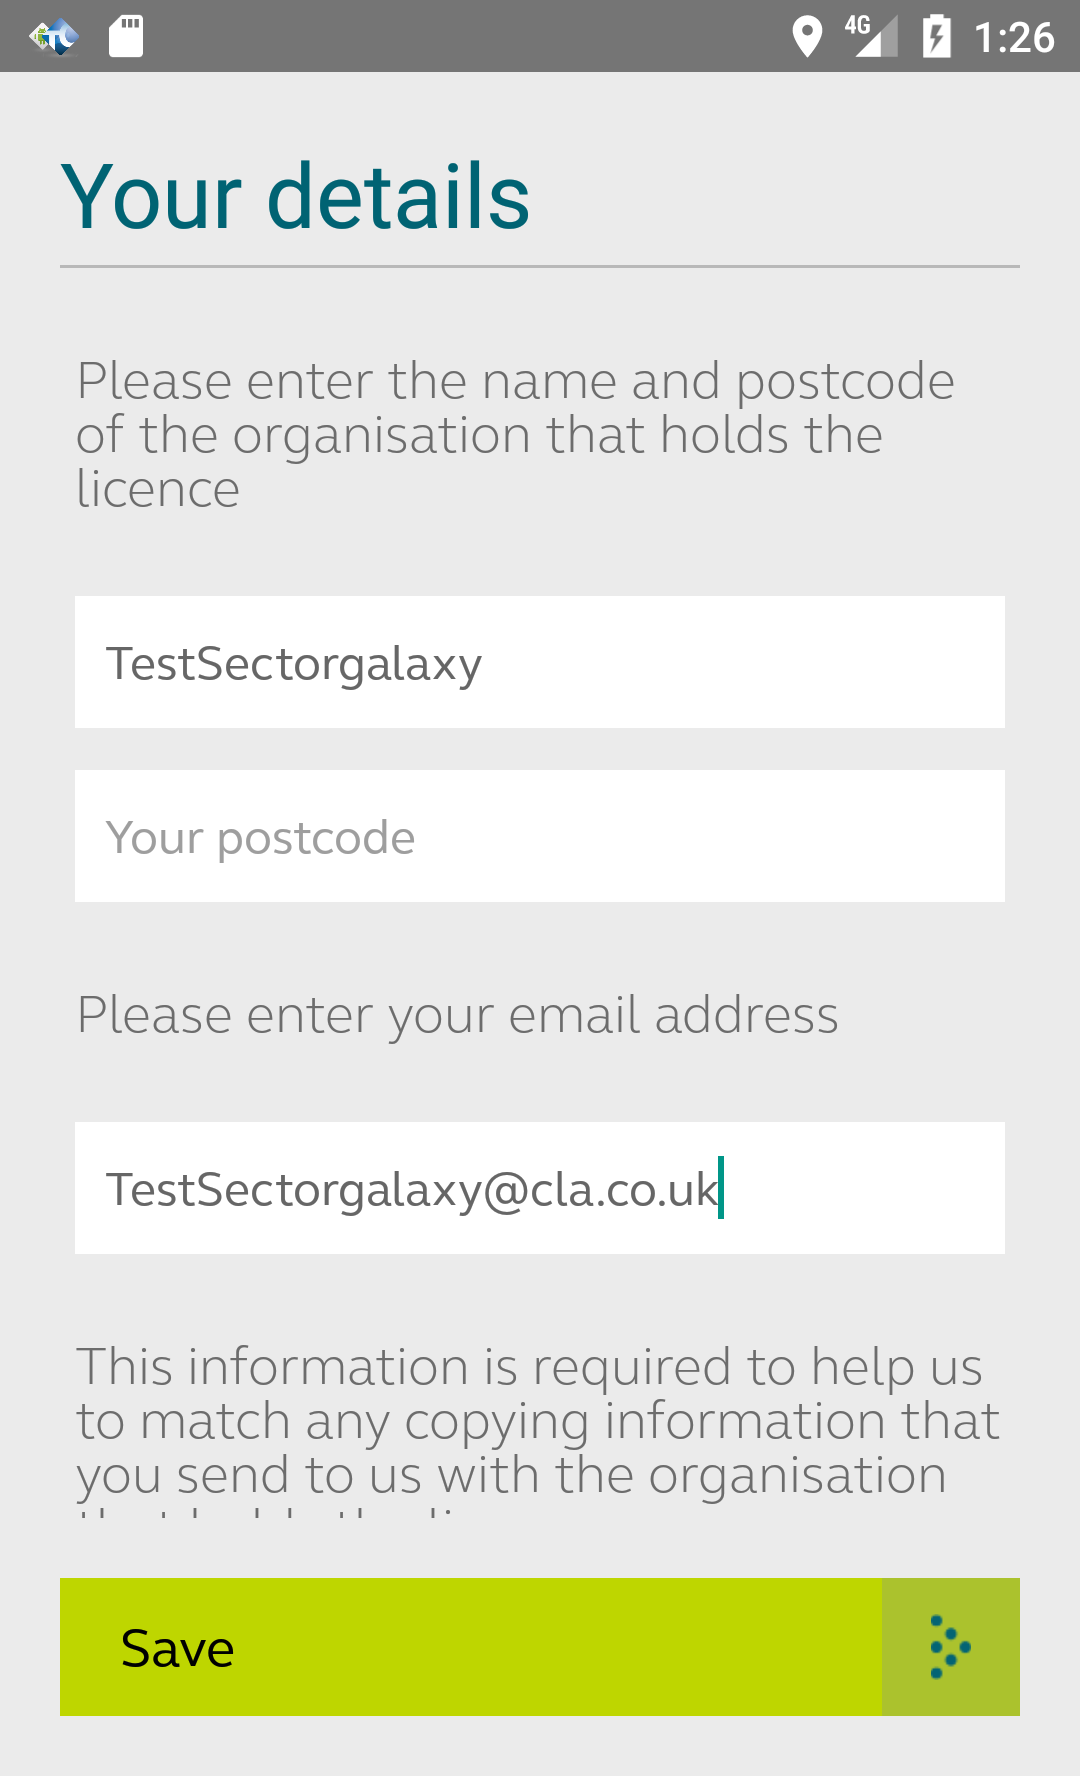 4G 1:26
Your details
Please enter the name and postcode
of the organisation that holds the
licence
TestSectorgalaxy
Your postcode
Please enter your email address
TestSectorgalaxy@cla.co.uk
This information is required to help us
to match any copying information that
you send to us with the organisation
Save